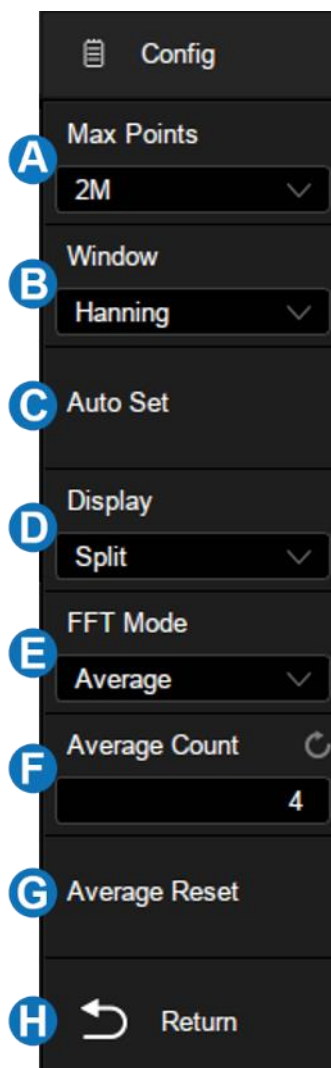 Config
Max Points
A
2M
Window
B
Hanning
C Auto Set
Display
D
Split
FFT Mode
E
Average
Average Count
F
4
G Average Reset
H Return